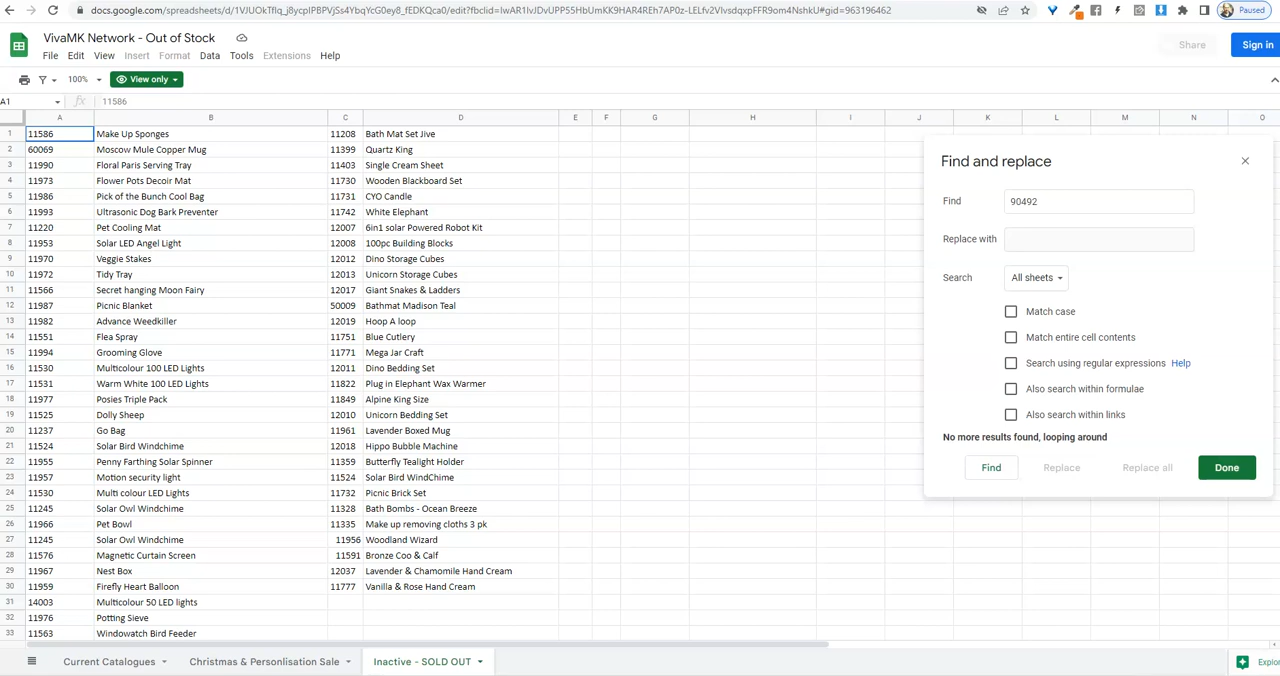 docs.google.com/spreadsheets/d/1VJUOkTflq_j8ycpIPBPVjSs4YbqYcG0ey8_fEDKQca0/edit?fbclid=IwAR1IvJDvUPP55HbUmKK9HAR4REh7AP0z-LELfv2VIvsdqxpFFR9om4NshkU#gid=963196462
Paused
VivaMK Network - Out of Stock
File Edit View Insert Format Data Tools Extensions Help
Share
Sign in
100%
View only
A1
11586
A B C D E F G H I J K L M N O
1 11586 Make Up Sponges 11208 Bath Mat Set Jive
2 60069 Moscow Mule Copper Mug 11399 Quartz King
3 11990 Floral Paris Serving Tray 11403 Single Cream Sheet
4 11973 Flower Pots Decoir Mat 11730 Wooden Blackboard Set
5 11986 Pick of the Bunch Cool Bag 11731 CYO Candle
6 11993 Ultrasonic Dog Bark Preventer 11742 White Elephant
7 11220 Pet Cooling Mat 12007 6in1 solar Powered Robot Kit
8 11953 Solar LED Angel Light 12008 100pc Building Blocks
9 11970 Veggie Stakes 12012 Dino Storage Cubes
10 11972 Tidy Tray 12013 Unicorn Storage Cubes
11 11566 Secret hanging Moon Fairy 12017 Giant Snakes & Ladders
12 11987 Picnic Blanket 50009 Bathmat Madison Teal
13 11982 Advance Weedkiller 12019 Hoop A loop
14 11551 Flea Spray 11751 Blue Cutlery
15 11994 Grooming Glove 11771 Mega Jar Craft
16 11530 Multicolour 100 LED Lights 12011 Dino Bedding Set
17 11531 Warm White 100 LED Lights 11822 Plug in Elephant Wax Warmer
18 11977 Posies Triple Pack 11849 Alpine King Size
19 11525 Dolly Sheep 12010 Unicorn Bedding Set
20 11237 Go Bag 11961 Lavender Boxed Mug
21 11524 Solar Bird Windchime 12018 Hippo Bubble Machine
22 11955 Penny Farthing Solar Spinner 11359 Butterfly Tealight Holder
23 11957 Motion security light 11524 Solar Bird WindChime
24 11530 Multi colour LED Lights 11732 Picnic Brick Set
25 11245 Solar Owl Windchime 11328 Bath Bombs - Ocean Breeze
26 11966 Pet Bowl 11335 Make up removing cloths 3 pk
27 11245 Solar Owl Windchime 11956 Woodland Wizard
28 11576 Magnetic Curtain Screen 11591 Bronze Coo & Calf
29 11967 Nest Box 12037 Lavender & Chamomile Hand Cream
30 11959 Firefly Heart Balloon 11777 Vanilla & Rose Hand Cream
31 14003 Multicolour 50 LED lights
32 11976 Potting Sieve
33 11563 Windowatch Bird Feeder
Find and replace
Find 90492
Replace with
Search All sheets
Match case
Match entire cell contents
Search using regular expressions Help
Also search within formulae
Also search within links
No more results found, looping around
Find Replace Replace all Done
Current Catalogues Christmas & Personlisation Sale Inactive - SOLD OUT
Explor